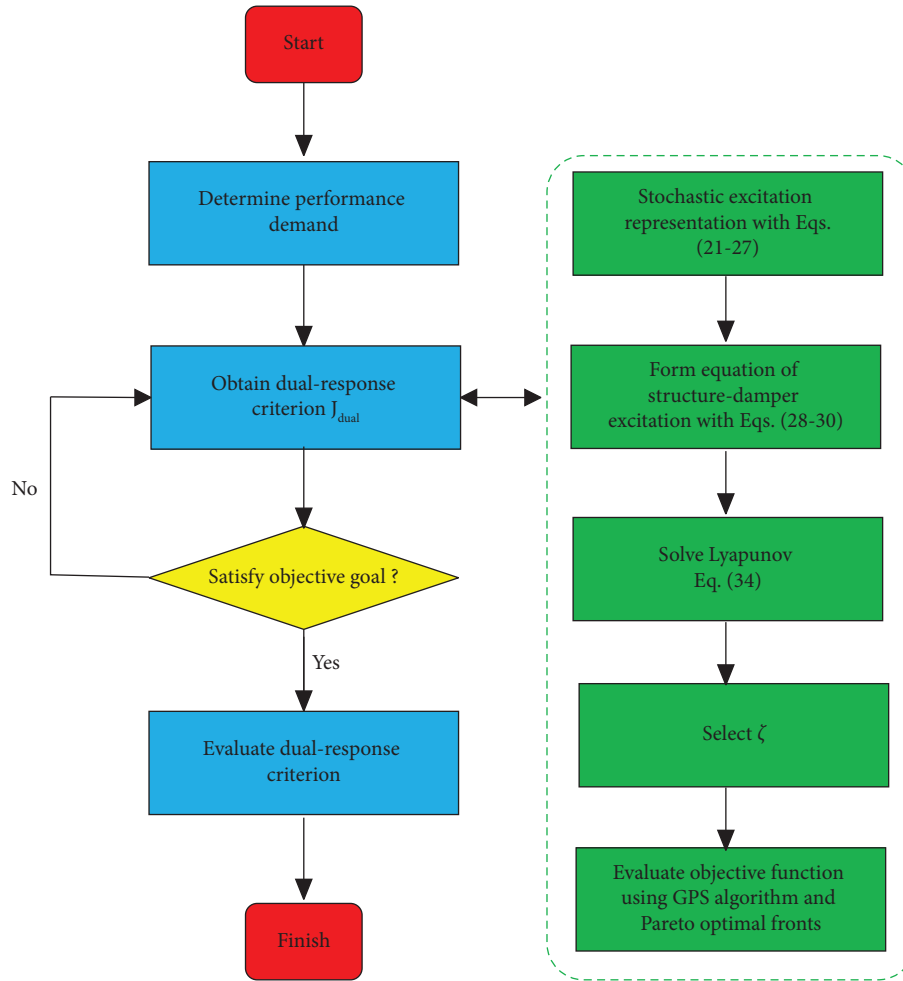 Start
Determine performance
demand
Obtain dual-response
criterion J_dual
No
Satisfy objective goal ?
Yes
Evaluate dual-response
criterion
Finish
Stochastic excitation
representation with Eqs.
(21-27)
Form equation of
structure-damper
excitation with Eqs. (28-30)
Solve Lyapunov
Eq. (34)
Select ζ
Evaluate objective function
using GPS algorithm and
Pareto optimal fronts